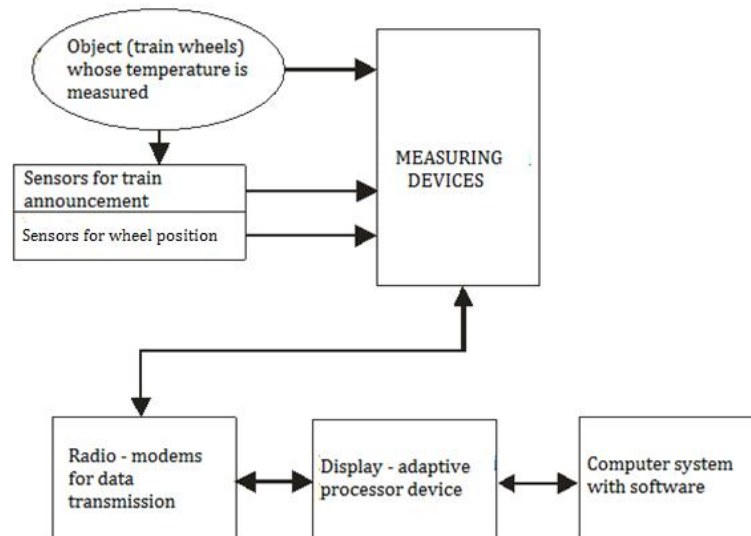 Object (train wheels)
whose temperature is
measured
MEASURING
DEVICES
Sensors for train
announcement
Sensors for wheel position
Radio - modems
for data
transmission
Display - adaptive
processor device
Computer system
with software